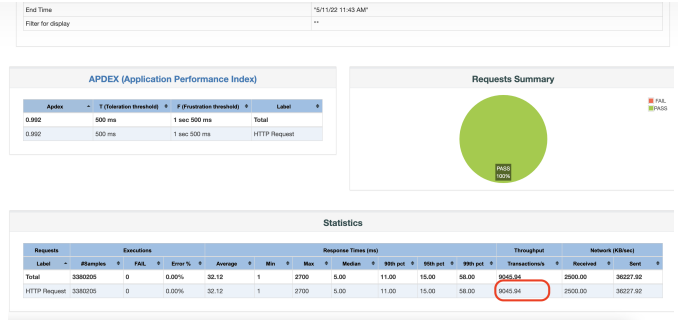 End Time "5/11/22 11:43 AM"
Filter for display ""
APDEX (Application Performance Index)
Apdex T (Toleration threshold) F (Frustration threshold) Label
0.992 500 ms 1 sec 500 ms Total
0.992 500 ms 1 sec 500 ms HTTP Request
Requests Summary
FAIL
PASS
PASS
100%
Statistics
Requests Executions Response Times (ms) Throughput Network (KB/sec)
Label #Samples FAIL Error % Average Min Max Median 90th pct 95th pct 99th pct Transactions/s Received Sent
Total 3380205 0 0.00% 32.12 1 2700 5.00 11.00 15.00 58.00 9045.94 2500.00 36227.92
HTTP Request 3380205 0 0.00% 32.12 1 2700 5.00 11.00 15.00 58.00 9045.94 2500.00 36227.92